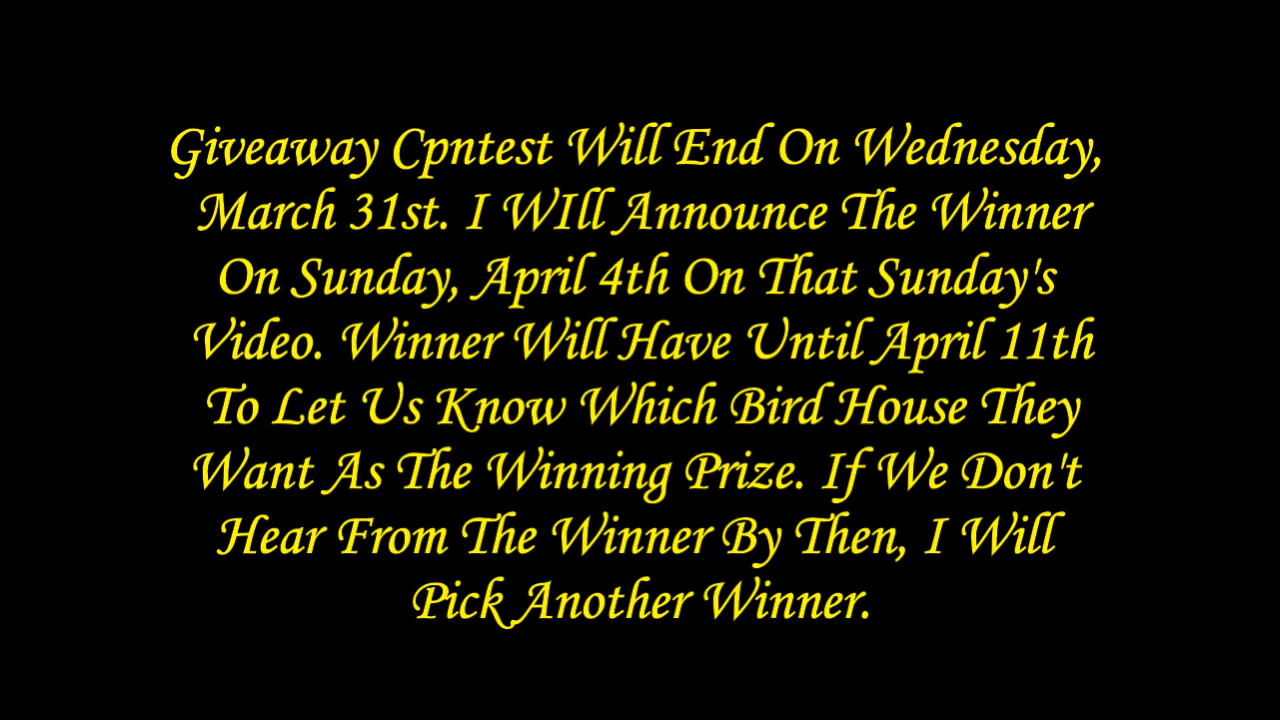 Giveaway Cpntest Will End On Wednesday,
March 31st. I WIll Announce The Winner
On Sunday, April 4th On That Sunday's
Video. Winner Will Have Until April 11th
To Let Us Know Which Bird House They
Want As The Winning Prize. If We Don't
Hear From The Winner By Then, I Will
Pick Another Winner.